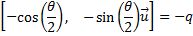 [-cos(θ/2), -sin(θ/2)u⃗] = -q